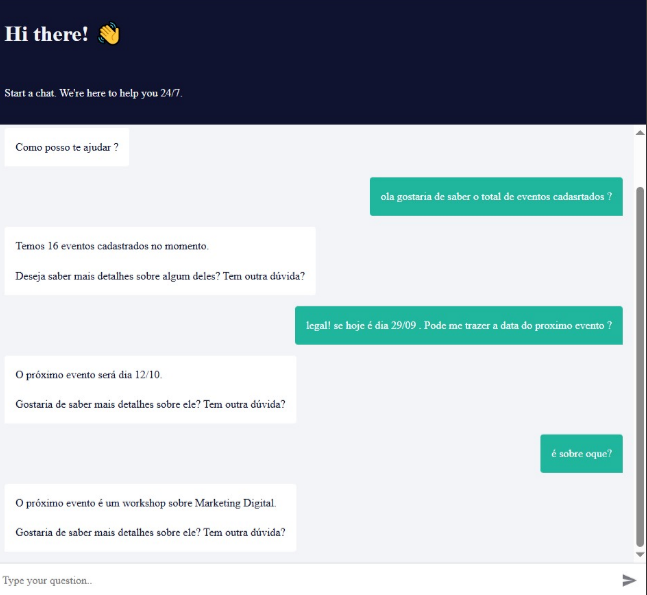 Hi there! 👋
Start a chat. We're here to help you 24/7.
Como posso te ajudar ?
ola gostaria de saber o total de eventos cadasrtados ?
Temos 16 eventos cadastrados no momento.
Deseja saber mais detalhes sobre algum deles? Tem outra dúvida?
legal! se hoje é dia 29/09 . Pode me trazer a data do proximo evento ?
O próximo evento será dia 12/10.
Gostaria de saber mais detalhes sobre ele? Tem outra dúvida?
é sobre oque?
O próximo evento é um workshop sobre Marketing Digital.
Gostaria de saber mais detalhes sobre ele? Tem outra dúvida?
Type your question..